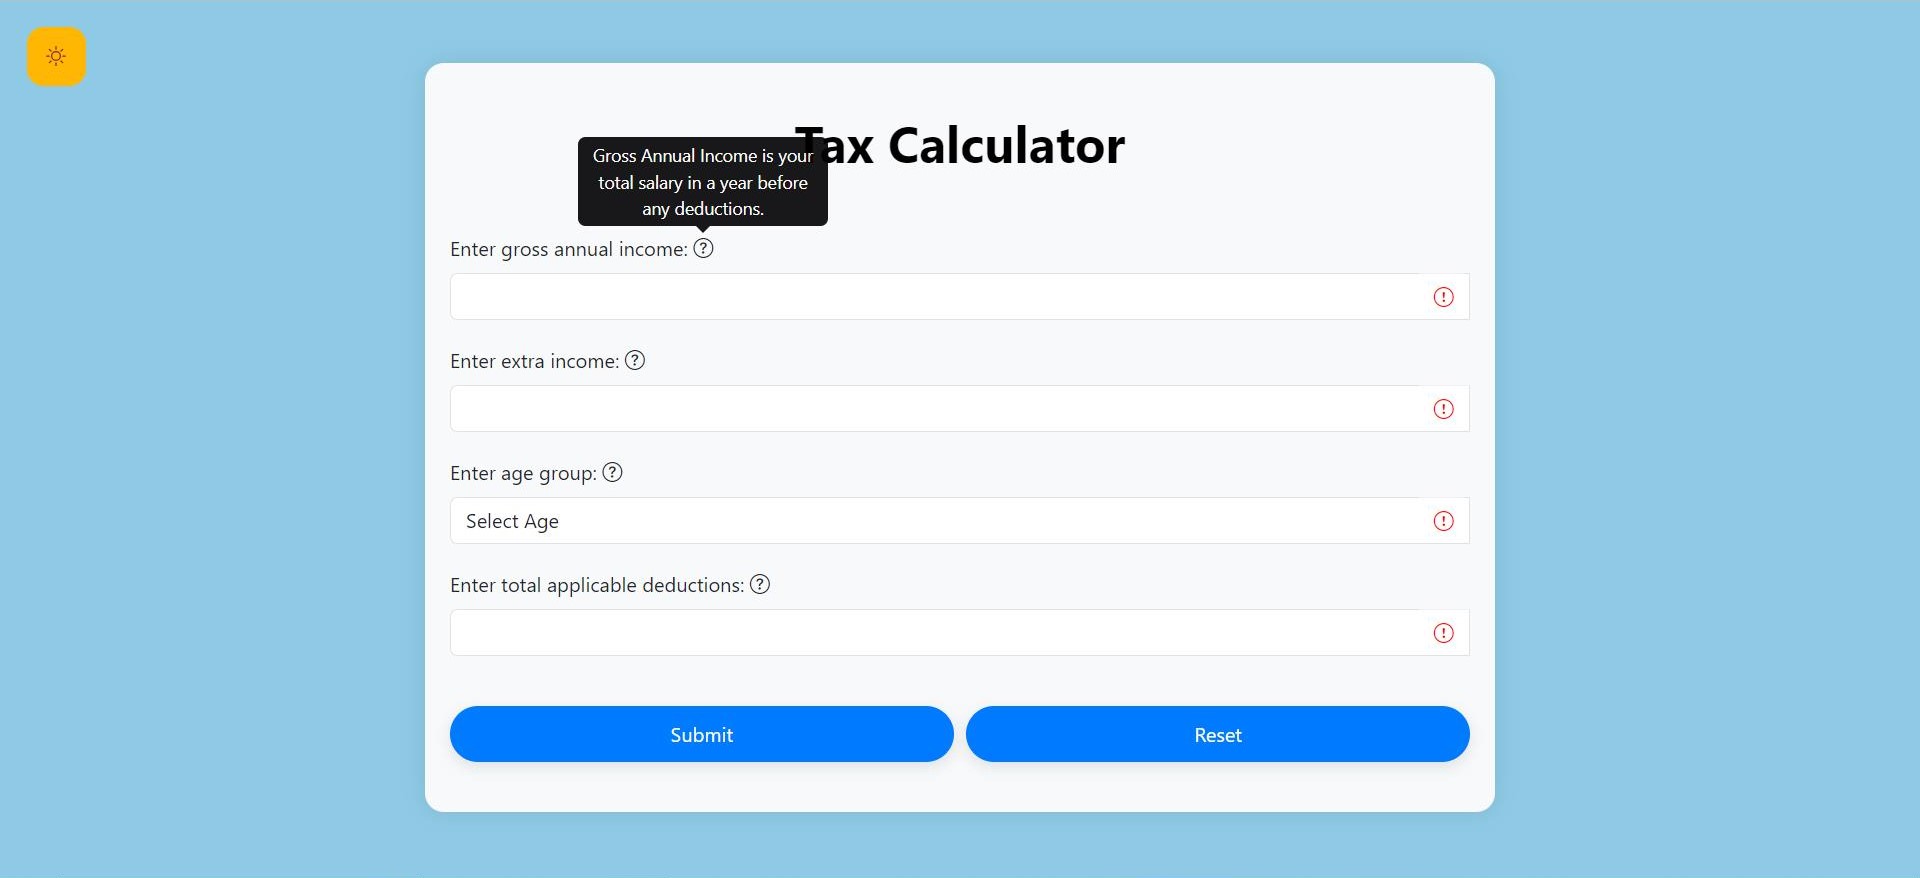 Tax Calculator
Gross Annual Income is your
total salary in a year before
any deductions.
Enter gross annual income:
Enter extra income:
Enter age group:
Select Age
Enter total applicable deductions:
Submit
Reset